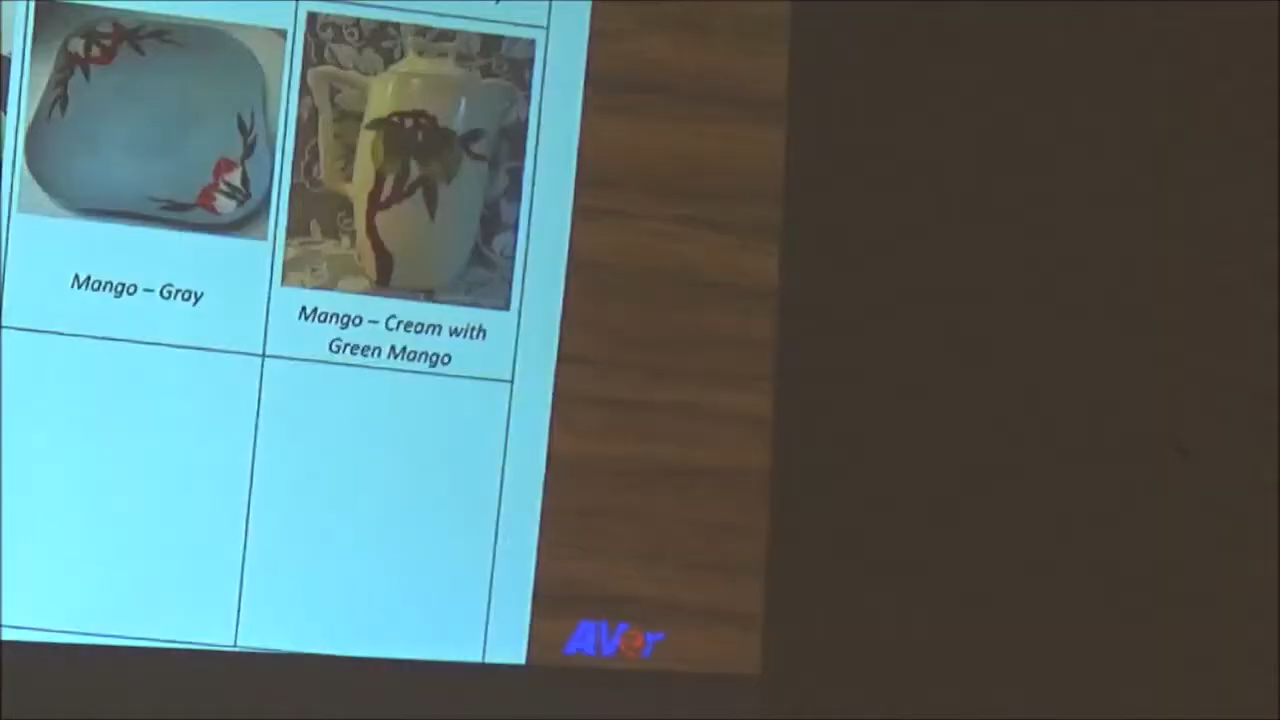 Mango – Gray
Mango – Cream with
Green Mango
AVer